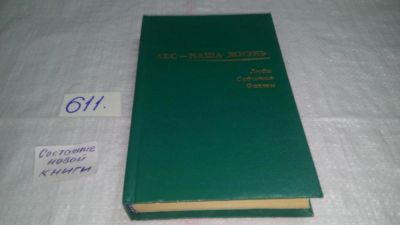 ЛЕС — НАША ЖИЗНЬ
Люди
События
Факты
611.
Состояние
новой
книги